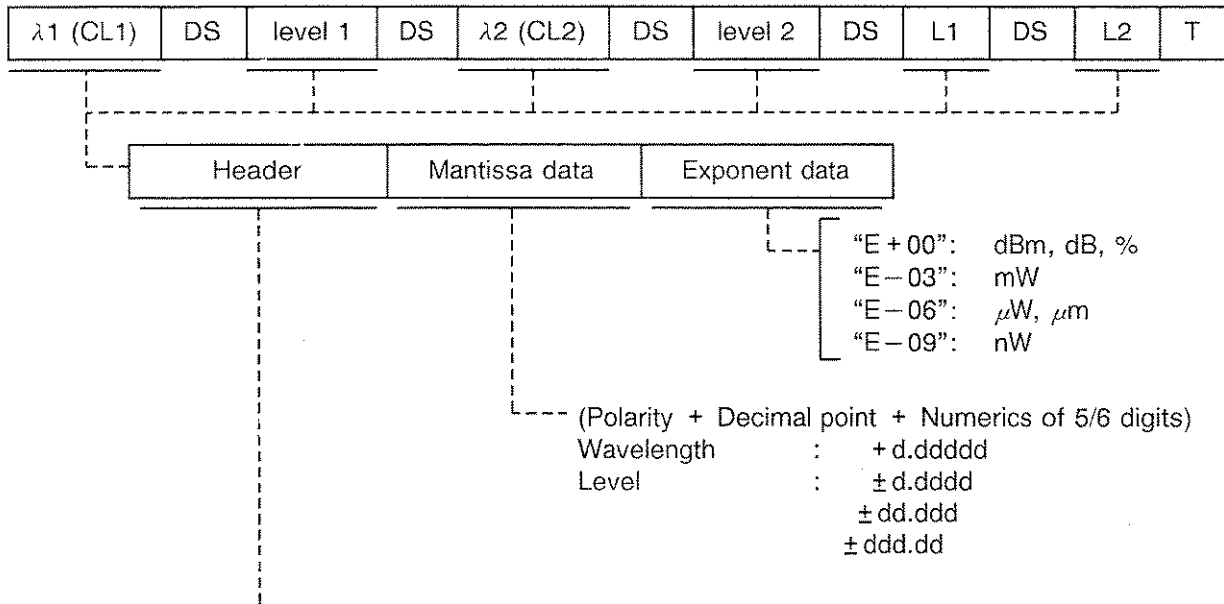 λ1 (CL1) DS level 1 DS λ2 (CL2) DS level 2 DS L1 DS L2 T
Header Mantissa data Exponent data
“E+00”: dBm, dB, %
“E−03”: mW
“E−06”: μW, μm
“E−09”: nW
(Polarity + Decimal point + Numerics of 5/6 digits)
Wavelength : +d.ddddd
Level : ±d.dddd
±dd.ddd
±ddd.dd